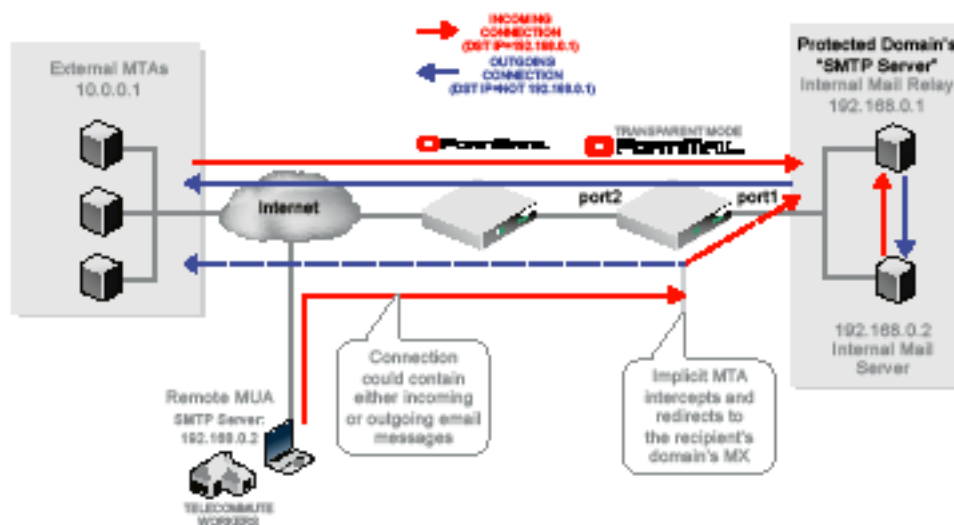 INCOMING
CONNECTION
(DST IP=192.168.0.1)
OUTGOING
CONNECTION
(DST IP=NOT 192.168.0.1)
External MTAs
10.0.0.1
Protected Domain's
"SMTP Server"
Internal Mail Relay
192.168.0.1
FORTIGATE
TRANSPARENT MODE
FORTIMAIL
Internet
port2
port1
192.168.0.2
Internal Mail
Server
Connection
could contain
either incoming
or outgoing email
messages
Implicit MTA
intercepts and
redirects to
the recipient's
domain's MX
Remote MUA
SMTP Server:
192.168.0.2
TELECOMMUTE
WORKERS